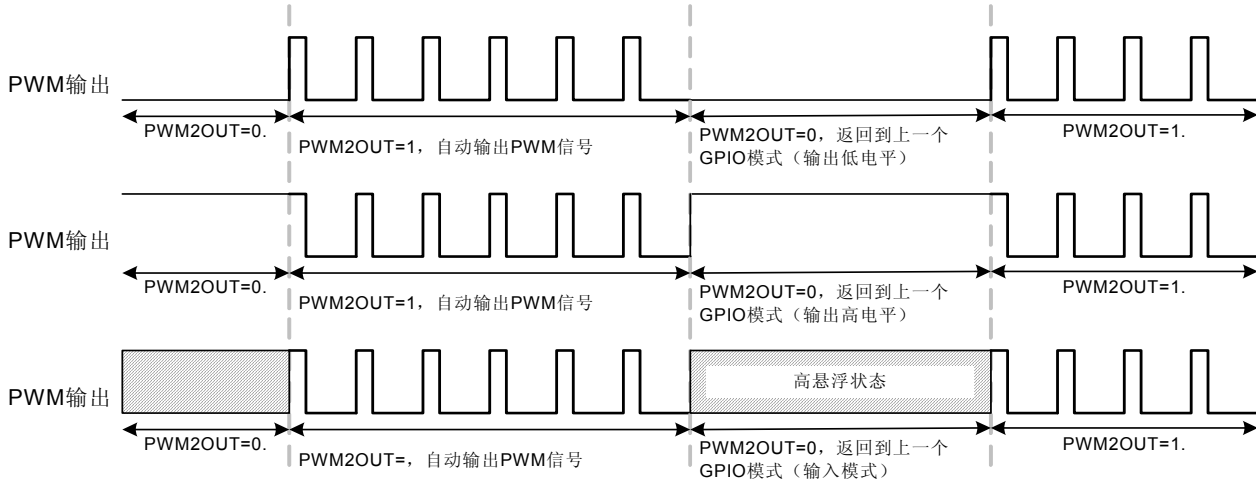 PWM输出
PWM2OUT=0.
PWM2OUT=1，自动输出PWM信号
PWM2OUT=0，返回到上一个
GPIO模式（输出低电平）
PWM2OUT=1.
PWM输出
PWM2OUT=0.
PWM2OUT=1，自动输出PWM信号
PWM2OUT=0，返回到上一个
GPIO模式（输出高电平）
PWM2OUT=1.
PWM输出
高悬浮状态
PWM2OUT=0.
PWM2OUT=，自动输出PWM信号
PWM2OUT=0，返回到上一个
GPIO模式（输入模式）
PWM2OUT=1.